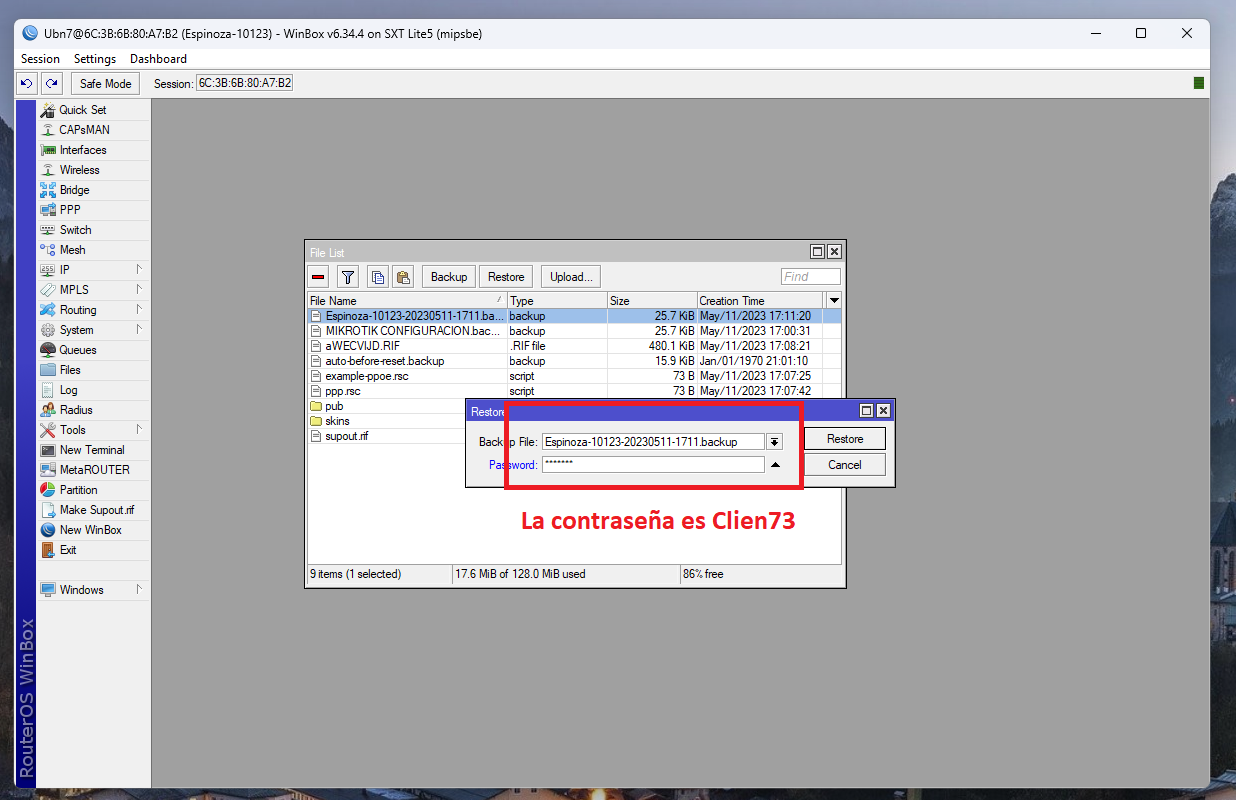 Ubn7@6C:3B:6B:80:A7:B2 (Espinoza-10123) - WinBox v6.34.4 on SXT Lite5 (mipsbe)
Session Settings Dashboard
Safe Mode Session: 6C:3B:6B:80:A7:B2
Quick Set
CAPsMAN
Interfaces
Wireless
Bridge
PPP
Switch
Mesh
IP
MPLS
Routing
System
Queues
Files
Log
Radius
Tools
New Terminal
MetaROUTER
Partition
Make Supout.rif
New WinBox
Exit
Windows
RouterOS WinBox
File List
Backup Restore Upload... Find
File Name Type Size Creation Time
Espinoza-10123-20230511-1711.ba... backup 25.7 KiB May/11/2023 17:11:20
MIKROTIK CONFIGURACION.bac... backup 25.7 KiB May/11/2023 17:00:31
aWECVIJD.RIF .RIF file 480.1 KiB May/11/2023 17:08:21
auto-before-reset.backup backup 15.9 KiB Jan/01/1970 21:01:10
example-ppoe.rsc script 73 B May/11/2023 17:07:25
ppp.rsc script 73 B May/11/2023 17:07:42
pub
skins
supout.rif
Restore
Backup File: Espinoza-10123-20230511-1711.backup Restore
Password: ******* Cancel
La contraseña es Clien73
9 items (1 selected) 17.6 MiB of 128.0 MiB used 86% free